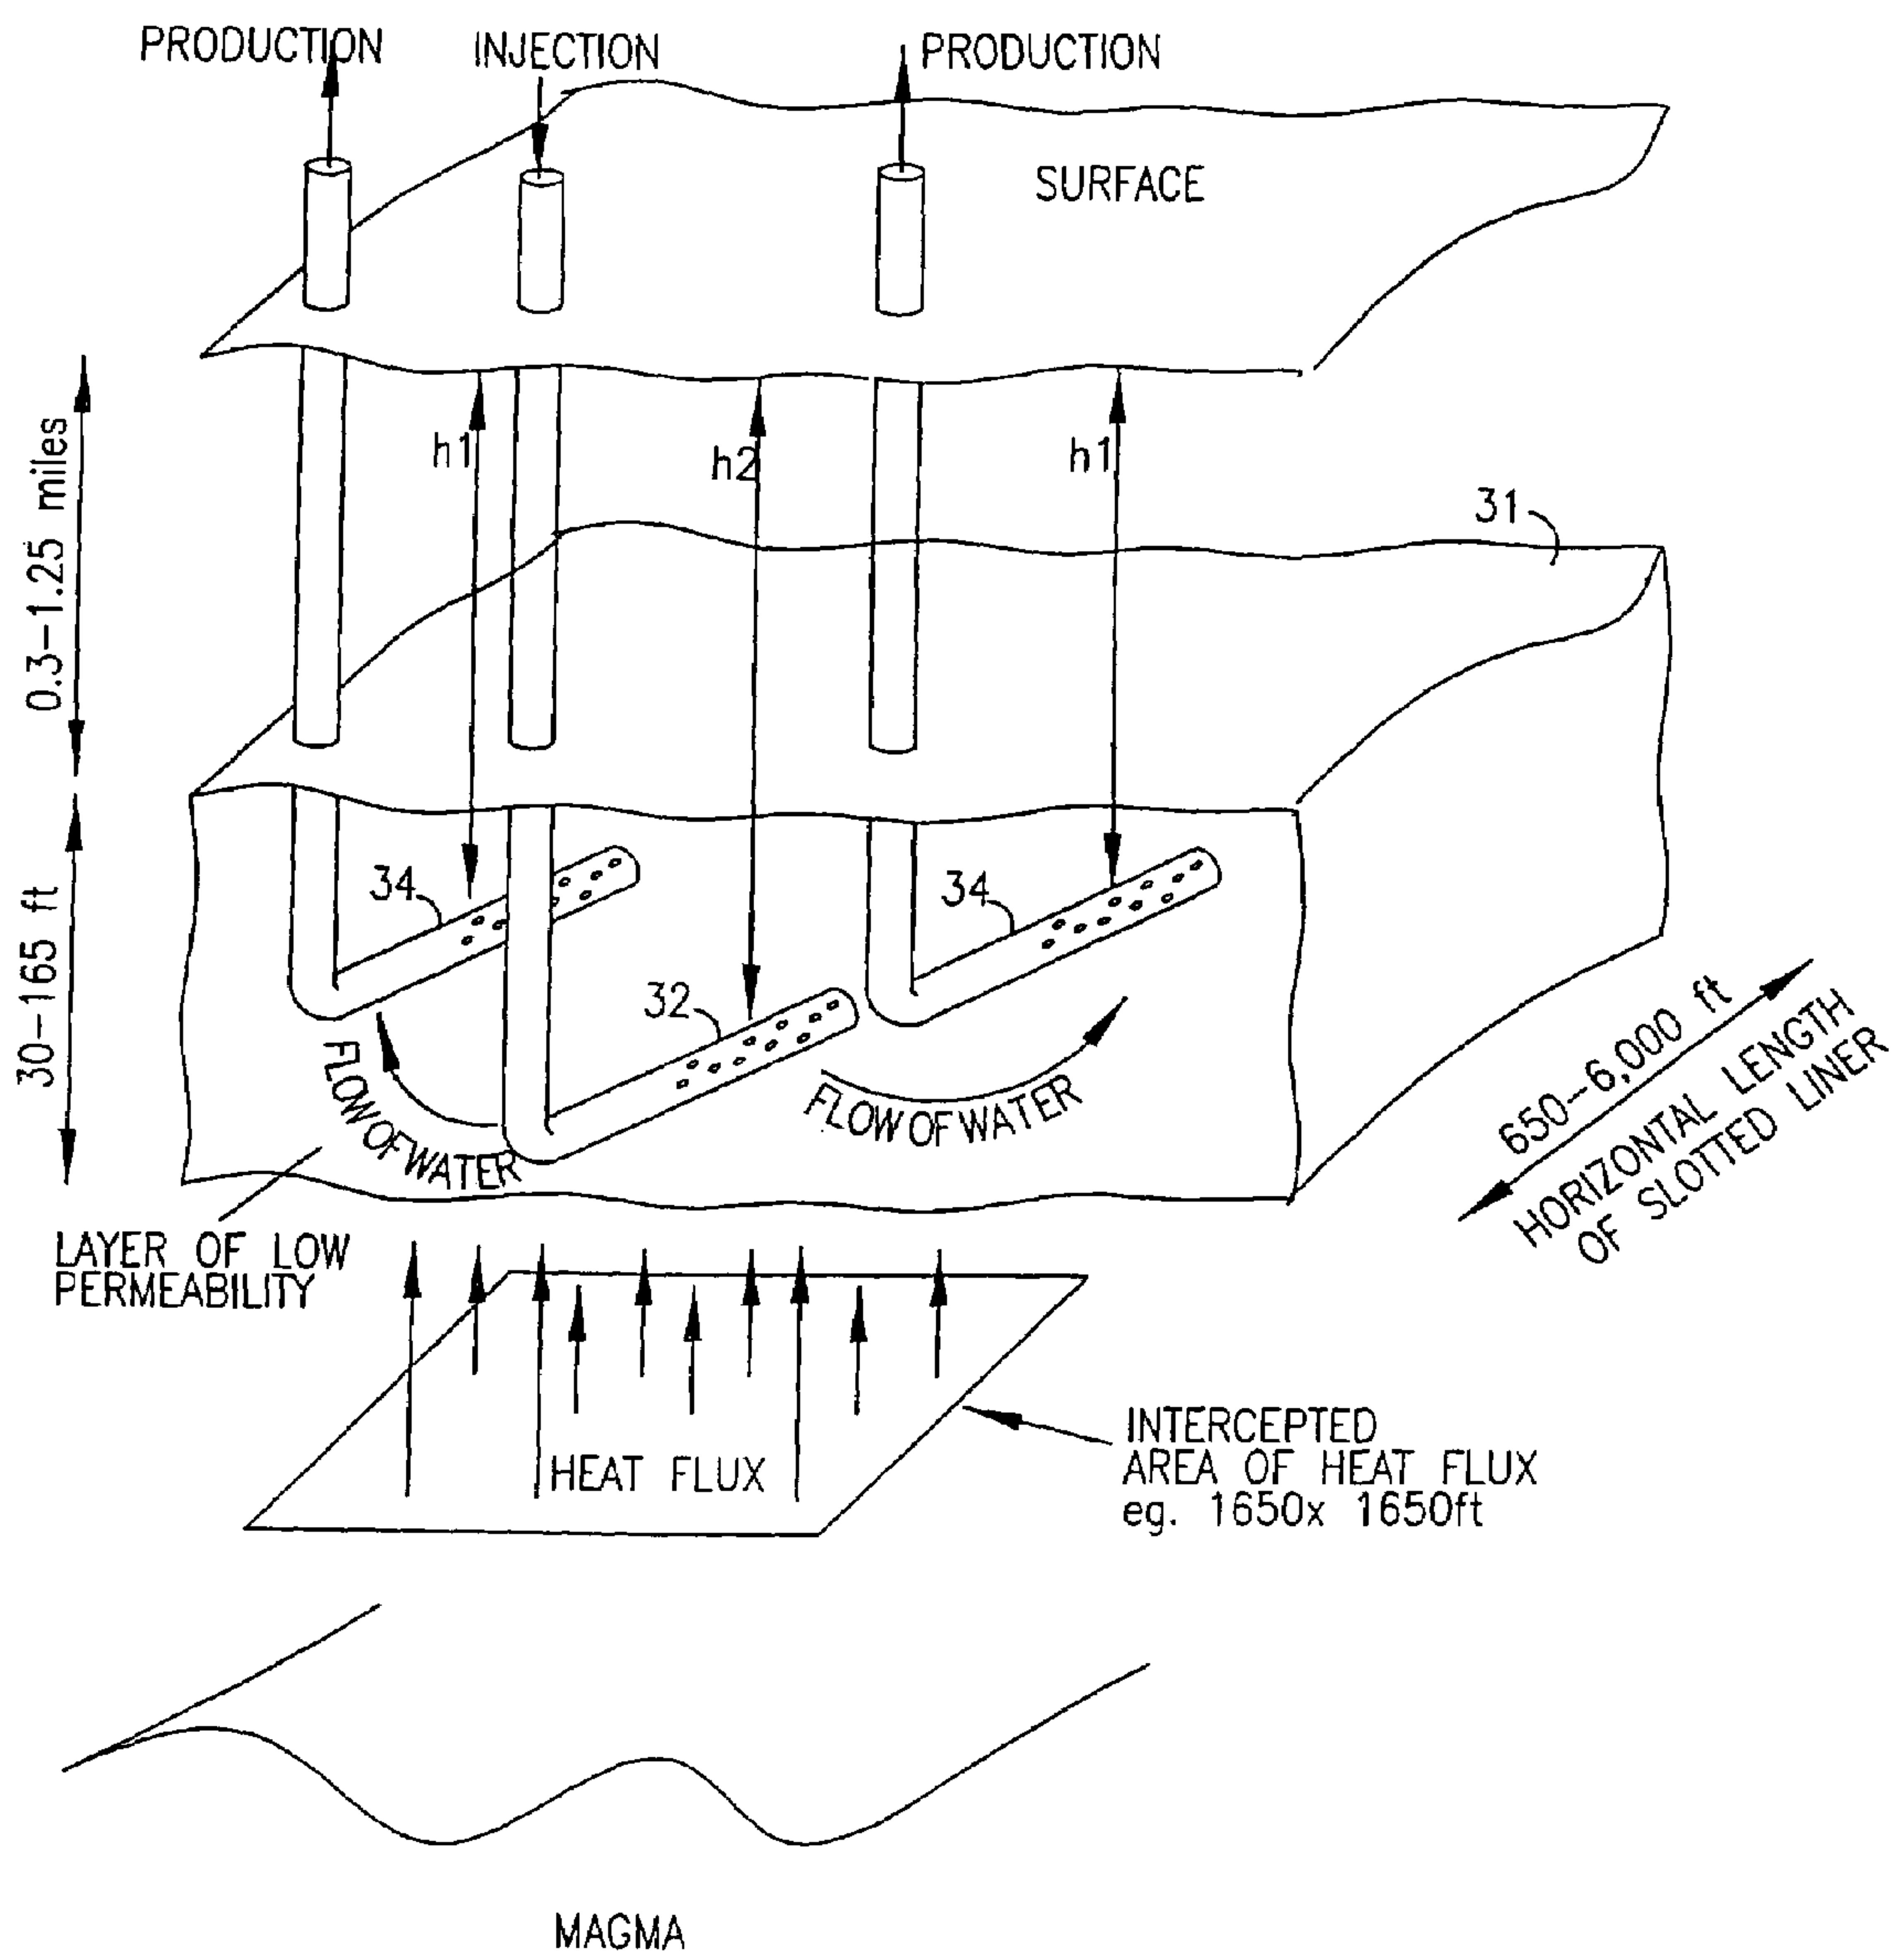 PRODUCTION
INJECTION
PRODUCTION
SURFACE
h1
h2
h1
0.3-1.25 miles
31
34
34
30-165 ft
32
FLOW OF WATER
FLOW OF WATER
650-6,000 ft
HORIZONTAL LENGTH
OF SLOTTED LINER
LAYER OF LOW
PERMEABILITY
HEAT FLUX
INTERCEPTED
AREA OF HEAT FLUX
eg. 1650x 1650ft
MAGMA